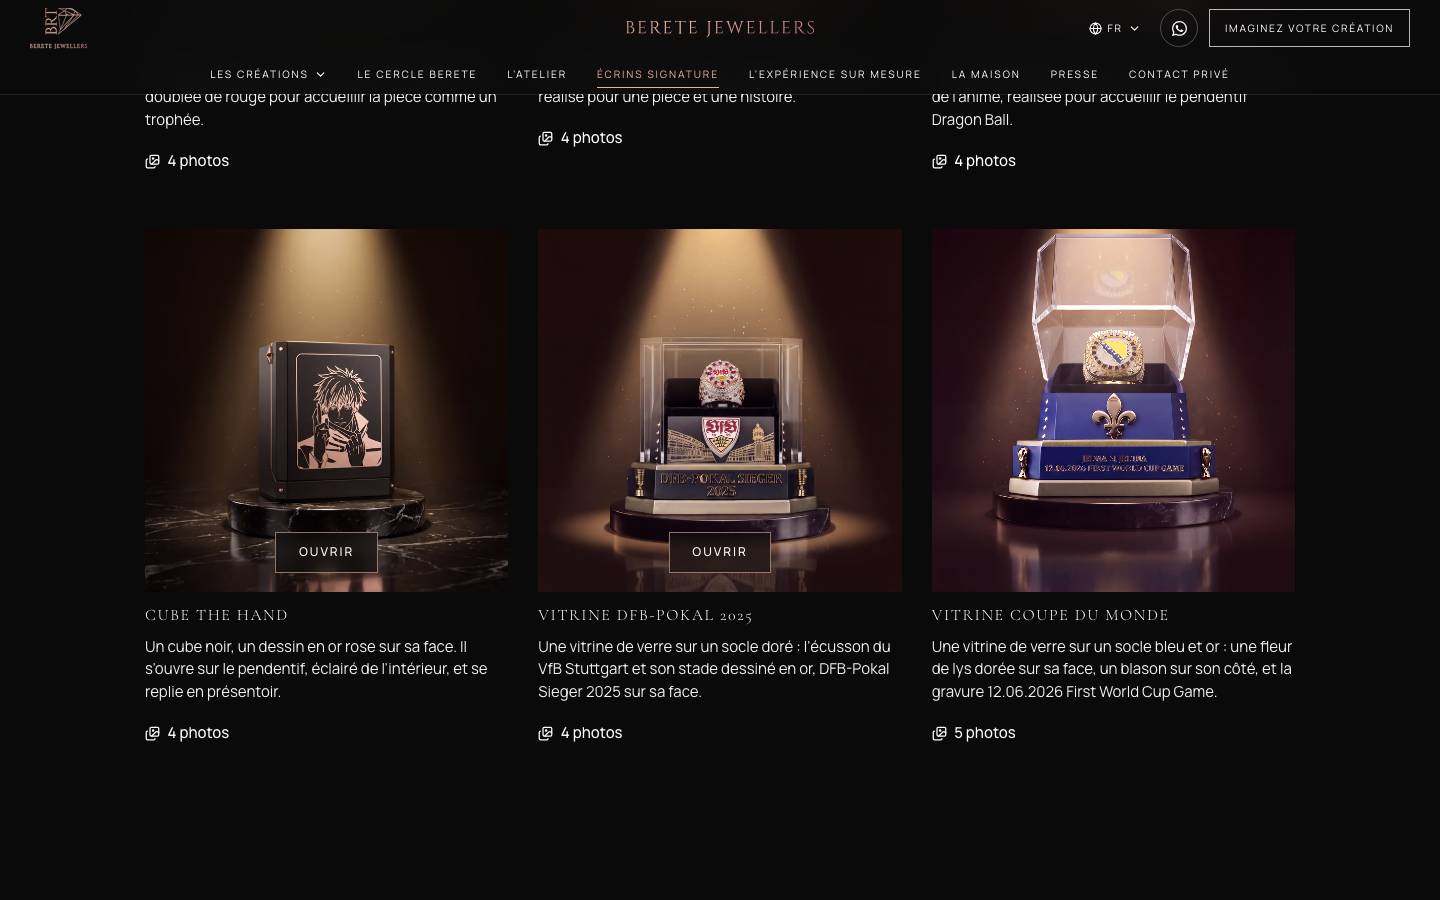 BRT
BERETE JEWELLERS
BERETE JEWELLERS
FR
IMAGINEZ VOTRE CRÉATION
LES CRÉATIONS
LE CERCLE BERETE
L'ATELIER
ÉCRINS SIGNATURE
L'EXPÉRIENCE SUR MESURE
LA MAISON
PRESSE
CONTACT PRIVÉ
doublée de rouge pour accueillir la pièce comme un
trophée.
4 photos
réalisé pour une pièce et une histoire.
4 photos
de l'anime, réalisée pour accueillir le pendentif
Dragon Ball.
4 photos
OUVRIR
CUBE THE HAND
Un cube noir, un dessin en or rose sur sa face. Il
s'ouvre sur le pendentif, éclairé de l'intérieur, et se
replie en présentoir.
4 photos
VfB
DFB-POKAL SIEGER
2025
OUVRIR
VITRINE DFB-POKAL 2025
Une vitrine de verre sur un socle doré : l'écusson du
VfB Stuttgart et son stade dessiné en or, DFB-Pokal
Sieger 2025 sur sa face.
4 photos
12.06.2026 FIRST WORLD CUP GAME
VITRINE COUPE DU MONDE
Une vitrine de verre sur un socle bleu et or : une fleur
de lys dorée sur sa face, un blason sur son côté, et la
gravure 12.06.2026 First World Cup Game.
5 photos